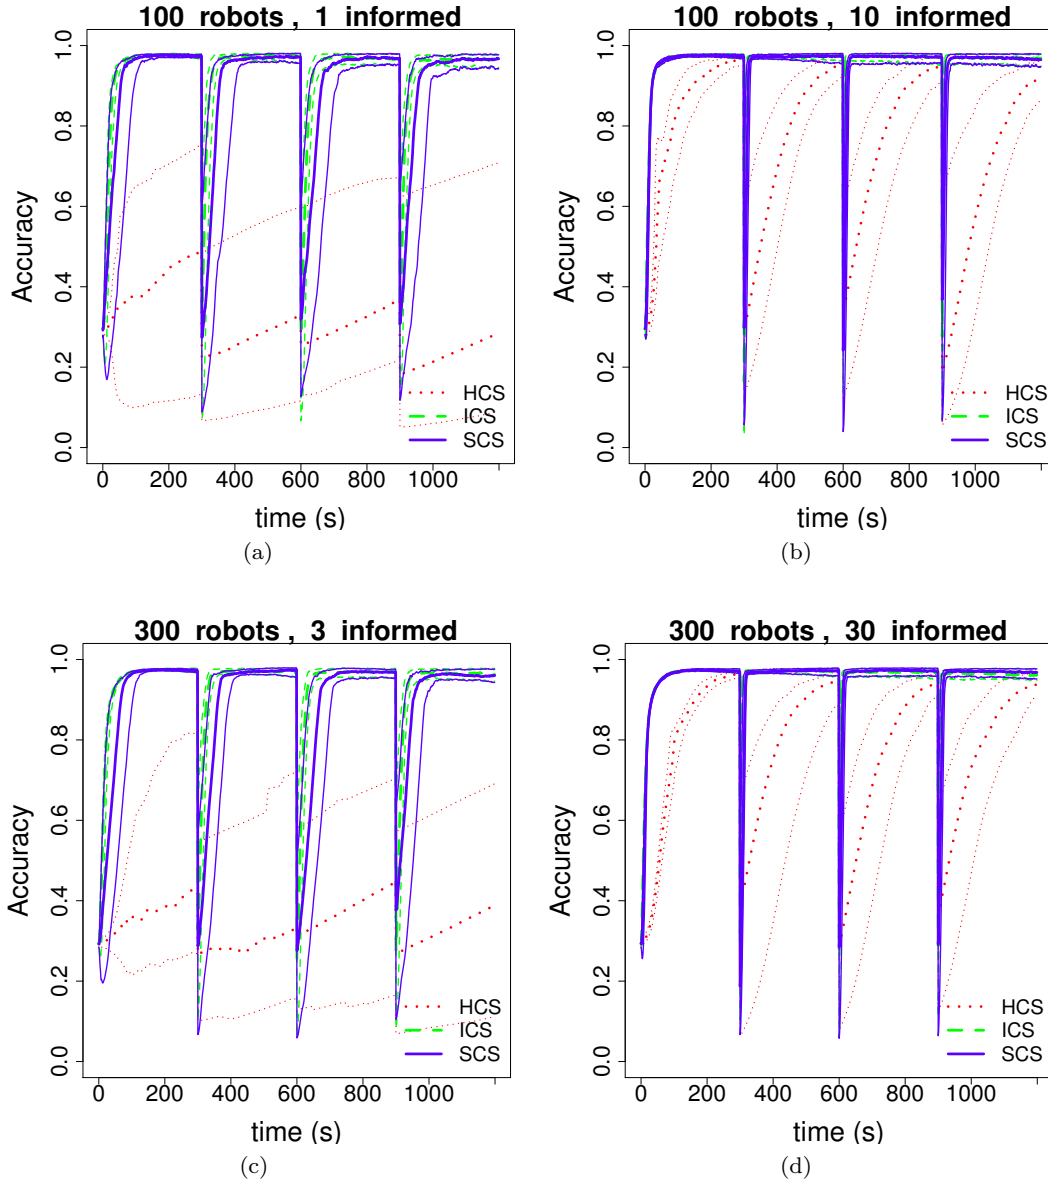 100 robots , 1 informed
Accuracy
0.0 0.2 0.4 0.6 0.8 1.0
HCS
ICS
SCS
0 200 400 600 800 1000
time (s)
(a)
100 robots , 10 informed
Accuracy
0.0 0.2 0.4 0.6 0.8 1.0
HCS
ICS
SCS
0 200 400 600 800 1000
time (s)
(b)
300 robots , 3 informed
Accuracy
0.0 0.2 0.4 0.6 0.8 1.0
HCS
ICS
SCS
0 200 400 600 800 1000
time (s)
(c)
300 robots , 30 informed
Accuracy
0.0 0.2 0.4 0.6 0.8 1.0
HCS
ICS
SCS
0 200 400 600 800 1000
time (s)
(d)